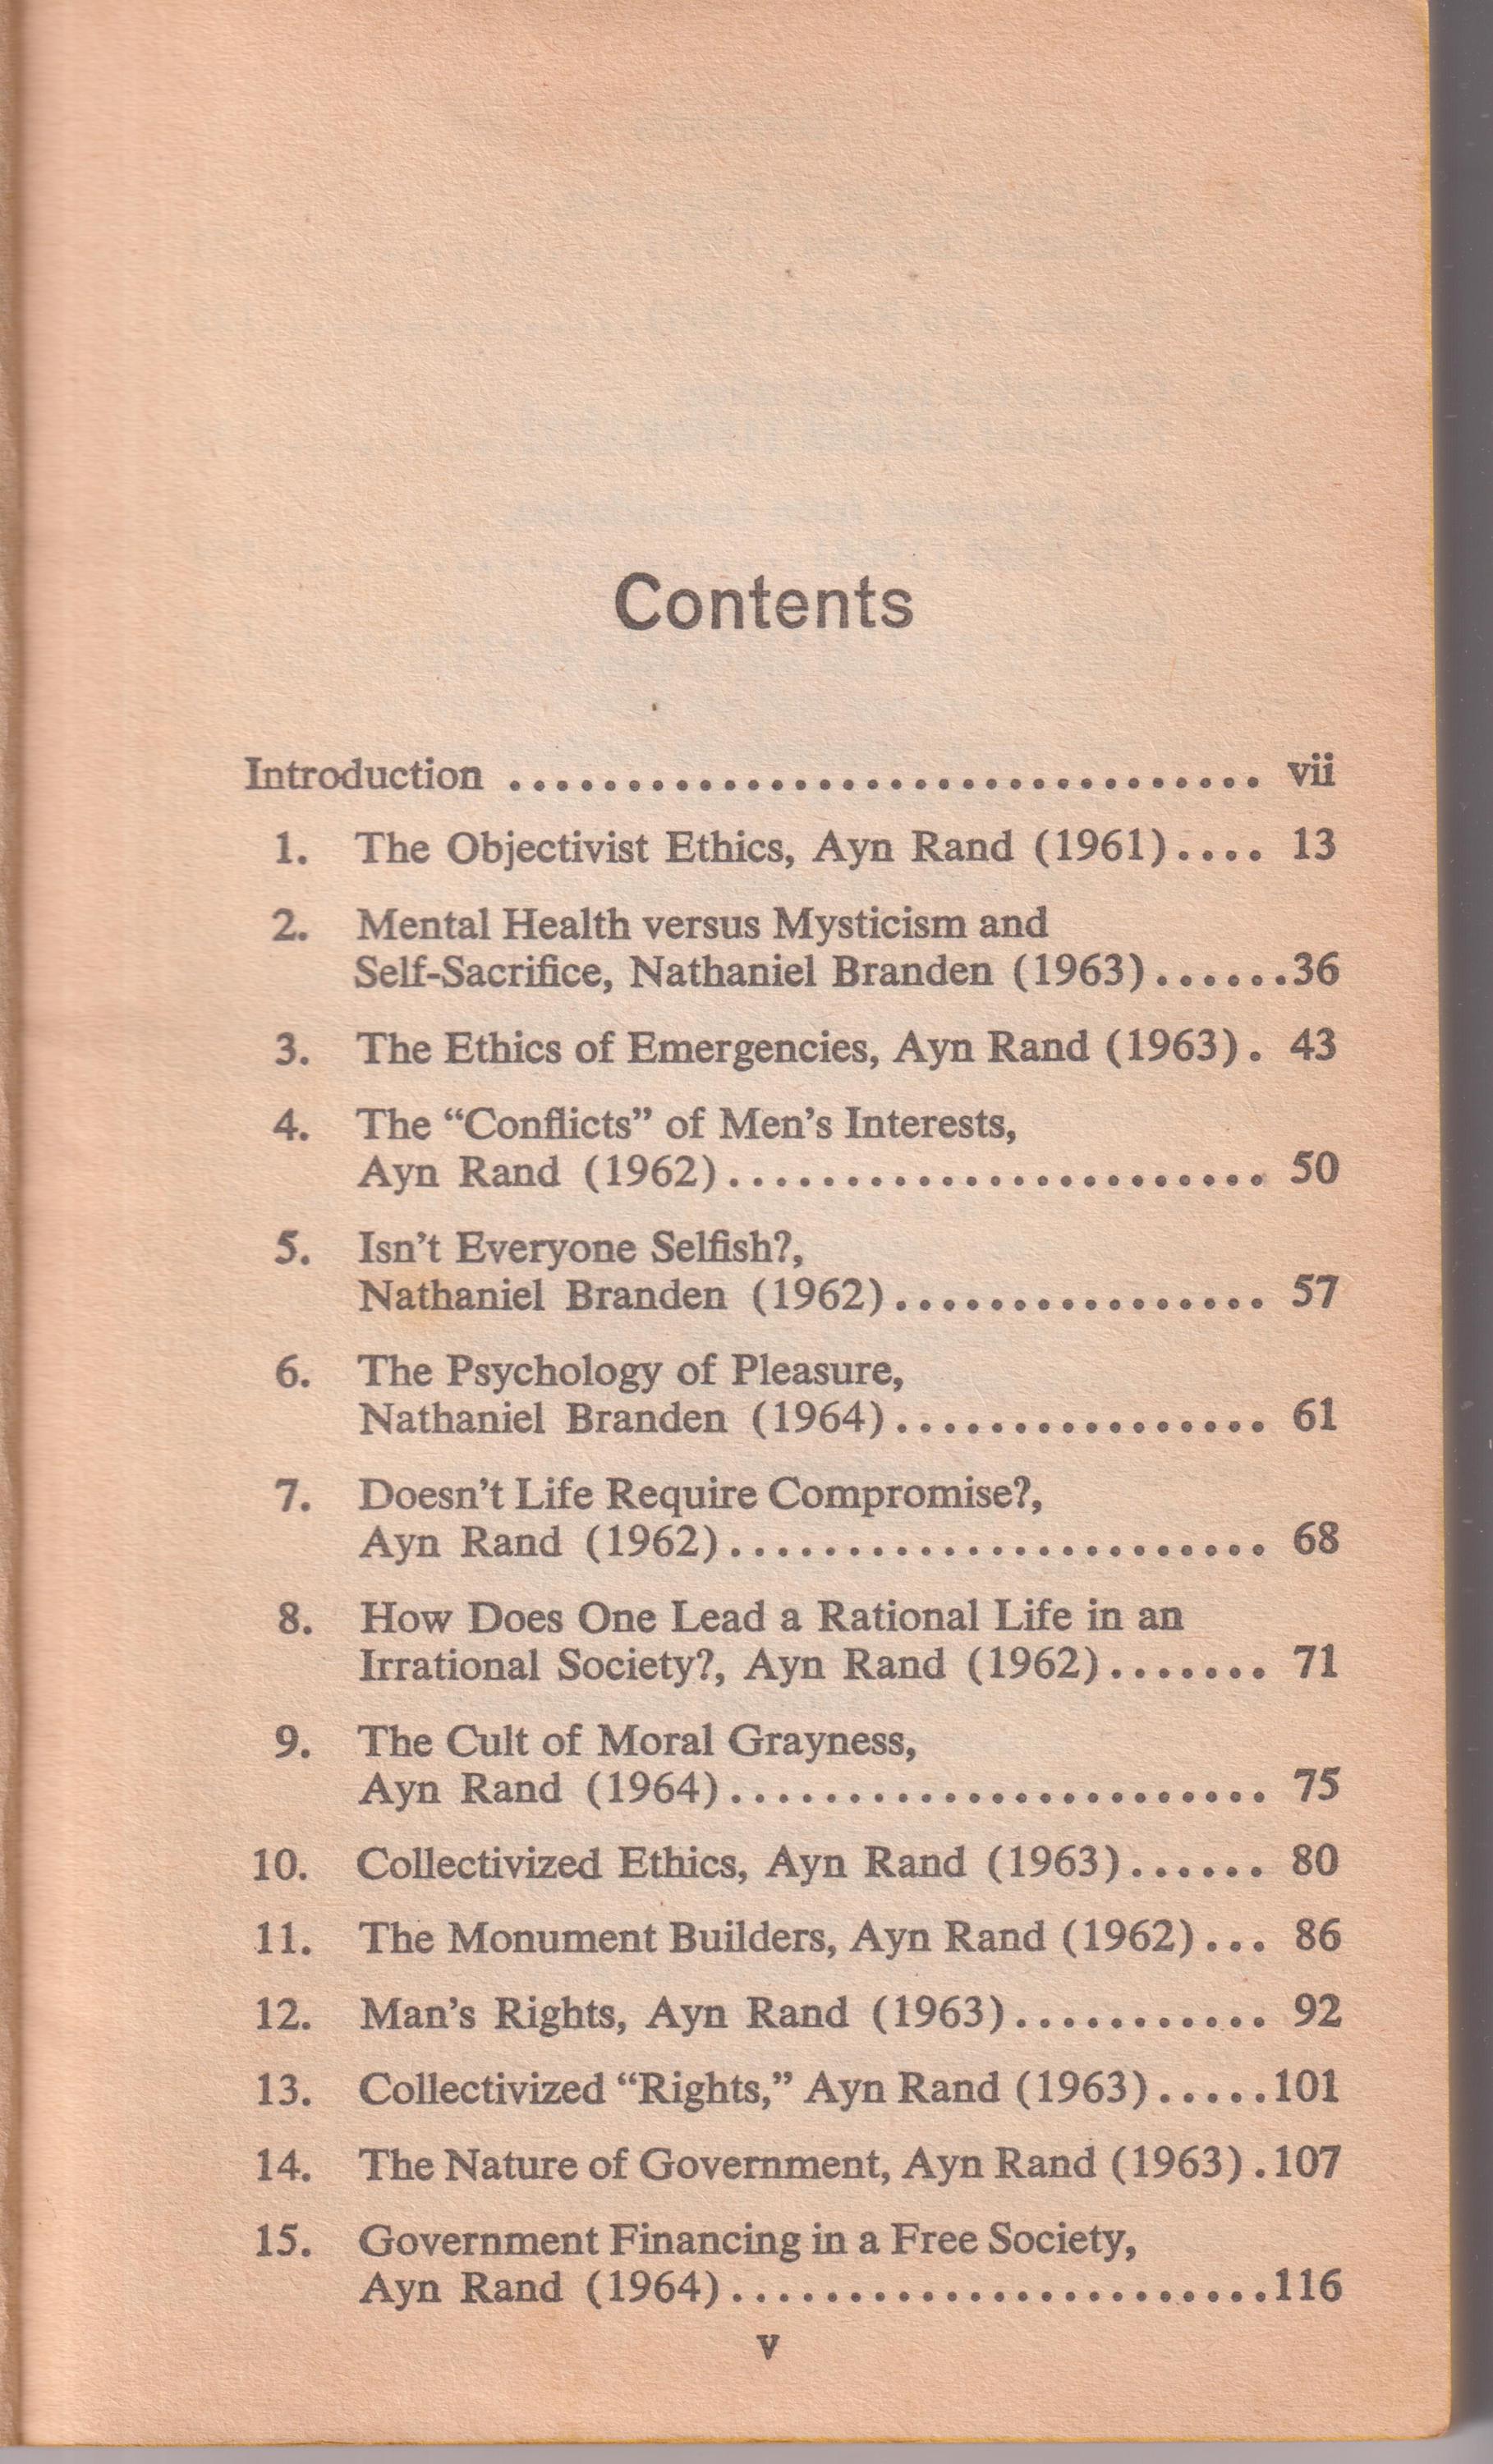 Contents
Introduction ................................ vii
1. The Objectivist Ethics, Ayn Rand (1961).... 13
2. Mental Health versus Mysticism and
Self-Sacrifice, Nathaniel Branden (1963)......36
3. The Ethics of Emergencies, Ayn Rand (1963). 43
4. The “Conflicts” of Men’s Interests,
Ayn Rand (1962)....................... 50
5. Isn’t Everyone Selfish?,
Nathaniel Branden (1962)................ 57
6. The Psychology of Pleasure,
Nathaniel Branden (1964)................ 61
7. Doesn’t Life Require Compromise?,
Ayn Rand (1962)....................... 68
8. How Does One Lead a Rational Life in an
Irrational Society?, Ayn Rand (1962)....... 71
9. The Cult of Moral Grayness,
Ayn Rand (1964)....................... 75
10. Collectivized Ethics, Ayn Rand (1963)...... 80
11. The Monument Builders, Ayn Rand (1962)... 86
12. Man’s Rights, Ayn Rand (1963)........... 92
13. Collectivized “Rights,” Ayn Rand (1963).....101
14. The Nature of Government, Ayn Rand (1963).107
15. Government Financing in a Free Society,
Ayn Rand (1964).......................116
v